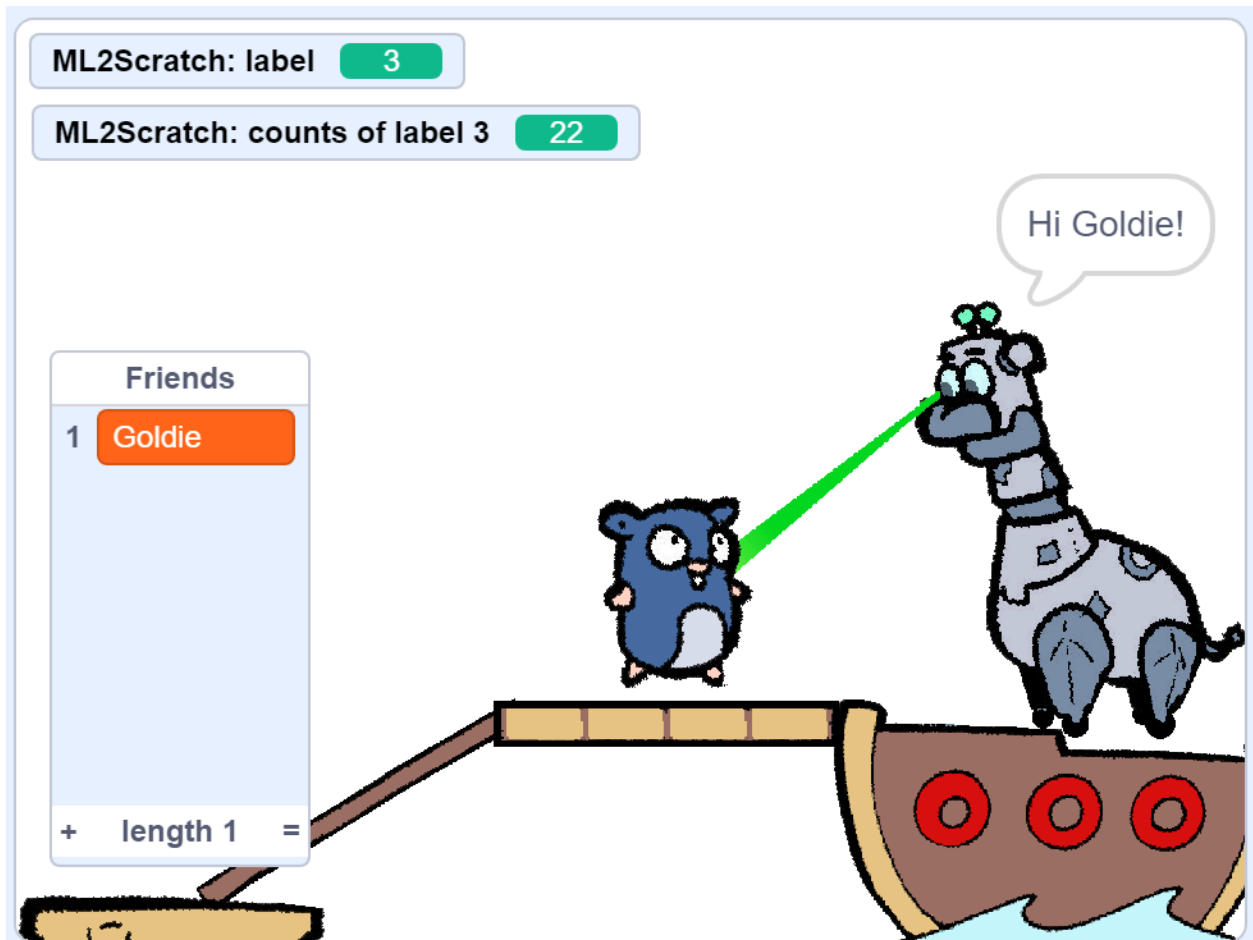 ML2Scratch: label 3
ML2Scratch: counts of label 3 22
Hi Goldie!
Friends
1 Goldie
+ length 1 =